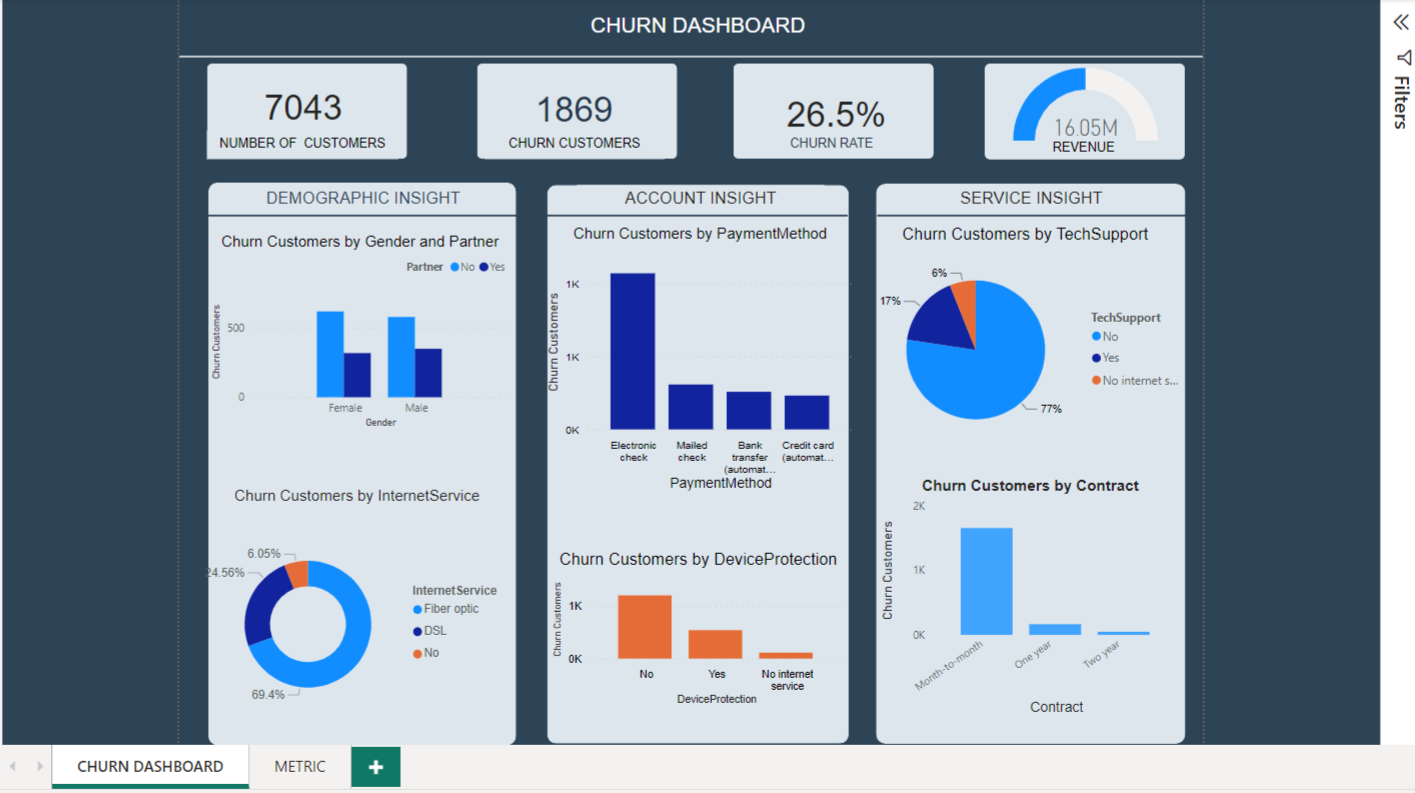 CHURN DASHBOARD
Filters
7043
NUMBER OF CUSTOMERS
1869
CHURN CUSTOMERS
26.5%
CHURN RATE
16.05M
REVENUE
DEMOGRAPHIC INSIGHT
Churn Customers by Gender and Partner
Partner No Yes
Churn Customers
500
0
Female Male
Gender
Churn Customers by InternetService
6.05%
24.56%
69.4%
InternetService
Fiber optic
DSL
No
ACCOUNT INSIGHT
Churn Customers by PaymentMethod
Churn Customers
1K
1K
0K
Electronic
check
Mailed
check
Bank
transfer
(automat...
Credit card
(automat...
PaymentMethod
Churn Customers by DeviceProtection
Churn Customers
1K
0K
No
Yes
No internet
service
DeviceProtection
SERVICE INSIGHT
Churn Customers by TechSupport
6%
17%
77%
TechSupport
No
Yes
No internet s...
Churn Customers by Contract
Churn Customers
2K
1K
0K
Month-to-month
One year
Two year
Contract
CHURN DASHBOARD
METRIC